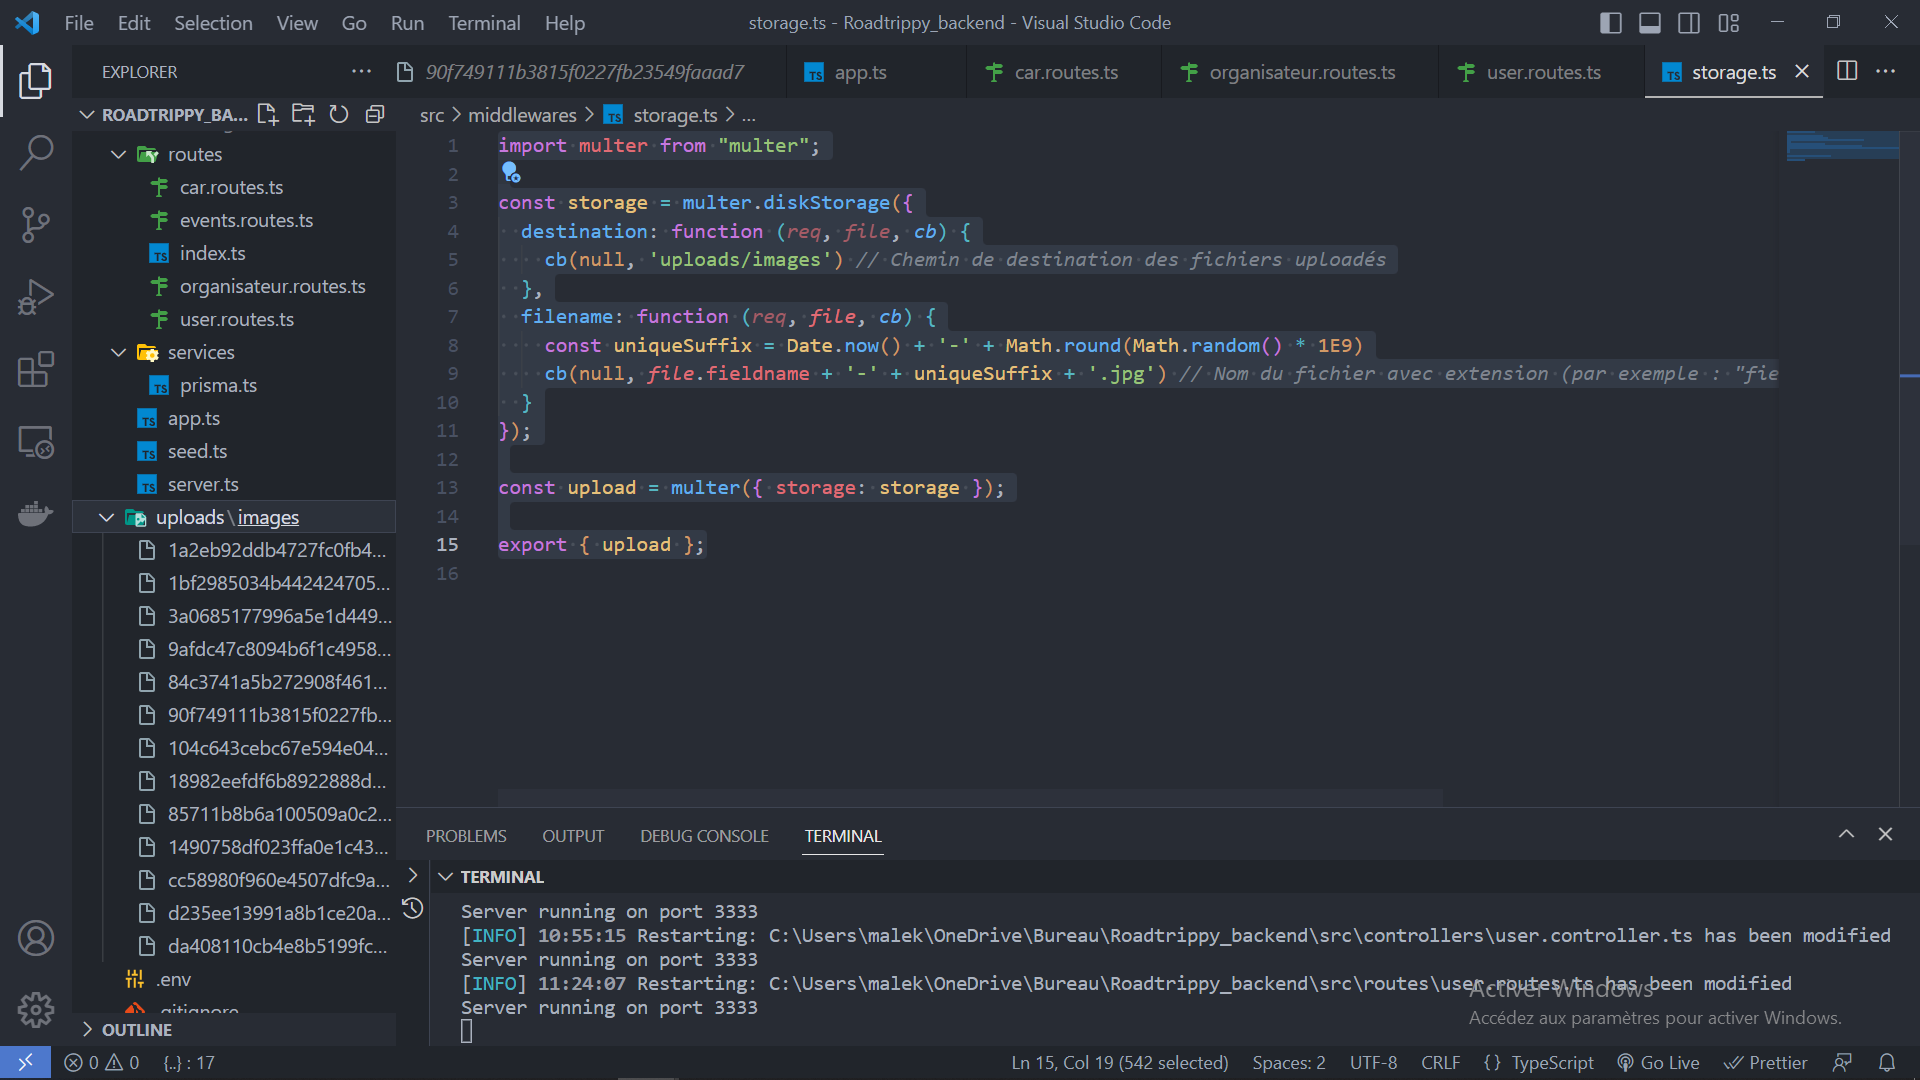 File Edit Selection View Go Run Terminal Help
storage.ts - Roadtrippy_backend - Visual Studio Code
EXPLORER
90f749111b3815f0227fb23549faaad7
TS app.ts
car.routes.ts
organisateur.routes.ts
user.routes.ts
TS storage.ts
ROADTRIPPY_BA...
src > middlewares > TS storage.ts > ...
routes
car.routes.ts
events.routes.ts
TS index.ts
organisateur.routes.ts
user.routes.ts
services
TS prisma.ts
TS app.ts
TS seed.ts
TS server.ts
uploads\images
1a2eb92ddb4727fc0fb4...
1bf2985034b442424705...
3a0685177996a5e1d449...
9afdc47c8094b6f1c4958...
84c3741a5b272908f461...
90f749111b3815f0227fb...
104c643cebc67e594e04...
18982eefdf6b8922888d...
85711b8b6a100509a0c2...
1490758df023ffa0e1c43...
cc58980f960e4507dfc9a...
d235ee13991a8b1ce20a...
da408110cb4e8b5199fc...
.env
.gitignore
OUTLINE
1 import multer from "multer";
2
3 const storage = multer.diskStorage({
4 destination: function (req, file, cb) {
5 cb(null, 'uploads/images') // Chemin de destination des fichiers uploadés
6 },
7 filename: function (req, file, cb) {
8 const uniqueSuffix = Date.now() + '-' + Math.round(Math.random() * 1E9)
9 cb(null, file.fieldname + '-' + uniqueSuffix + '.jpg') // Nom du fichier avec extension (par exemple : "fie
10 }
11 });
12
13 const upload = multer({ storage: storage });
14
15 export { upload };
16
PROBLEMS OUTPUT DEBUG CONSOLE TERMINAL
TERMINAL
Server running on port 3333
[INFO] 10:55:15 Restarting: C:\Users\malek\OneDrive\Bureau\Roadtrippy_backend\src\controllers\user.controller.ts has been modified
Server running on port 3333
[INFO] 11:24:07 Restarting: C:\Users\malek\OneDrive\Bureau\Roadtrippy_backend\src\routes\user.routes.ts has been modified
Server running on port 3333
Activer Windows
Accédez aux paramètres pour activer Windows.
0 0 {..} : 17
Ln 15, Col 19 (542 selected) Spaces: 2 UTF-8 CRLF {} TypeScript Go Live Prettier